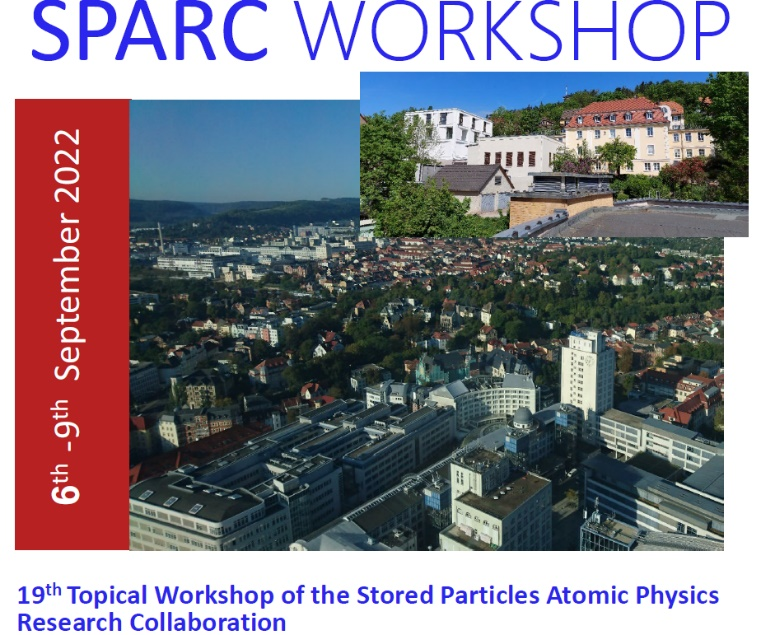 SPARC WORKSHOP
6th -9th September 2022
19th Topical Workshop of the Stored Particles Atomic Physics
Research Collaboration